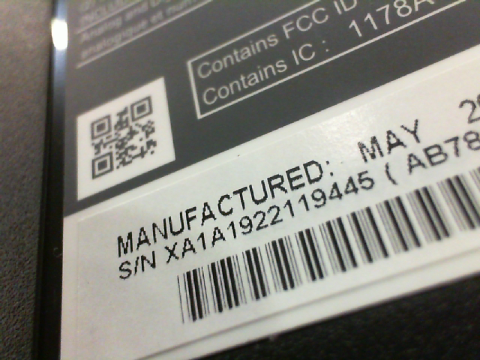 Contains FCC ID
Contains IC : 1178A
MANUFACTURED: MAY
S/N XA1A1922119445 ( AB78